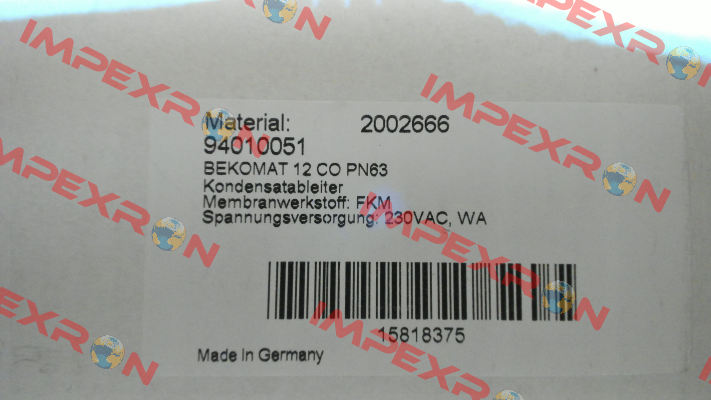 Material: 2002666
94010051
BEKOMAT 12 CO PN63
Kondensatableiter
Membranwerkstoff: FKM
Spannungsversorgung: 230VAC, WA
15818375
Made In Germany
IMPEXRON
IMPEXRON
IMPEXRON
IMPEXRON
IMPEXRON
IMPEXRON